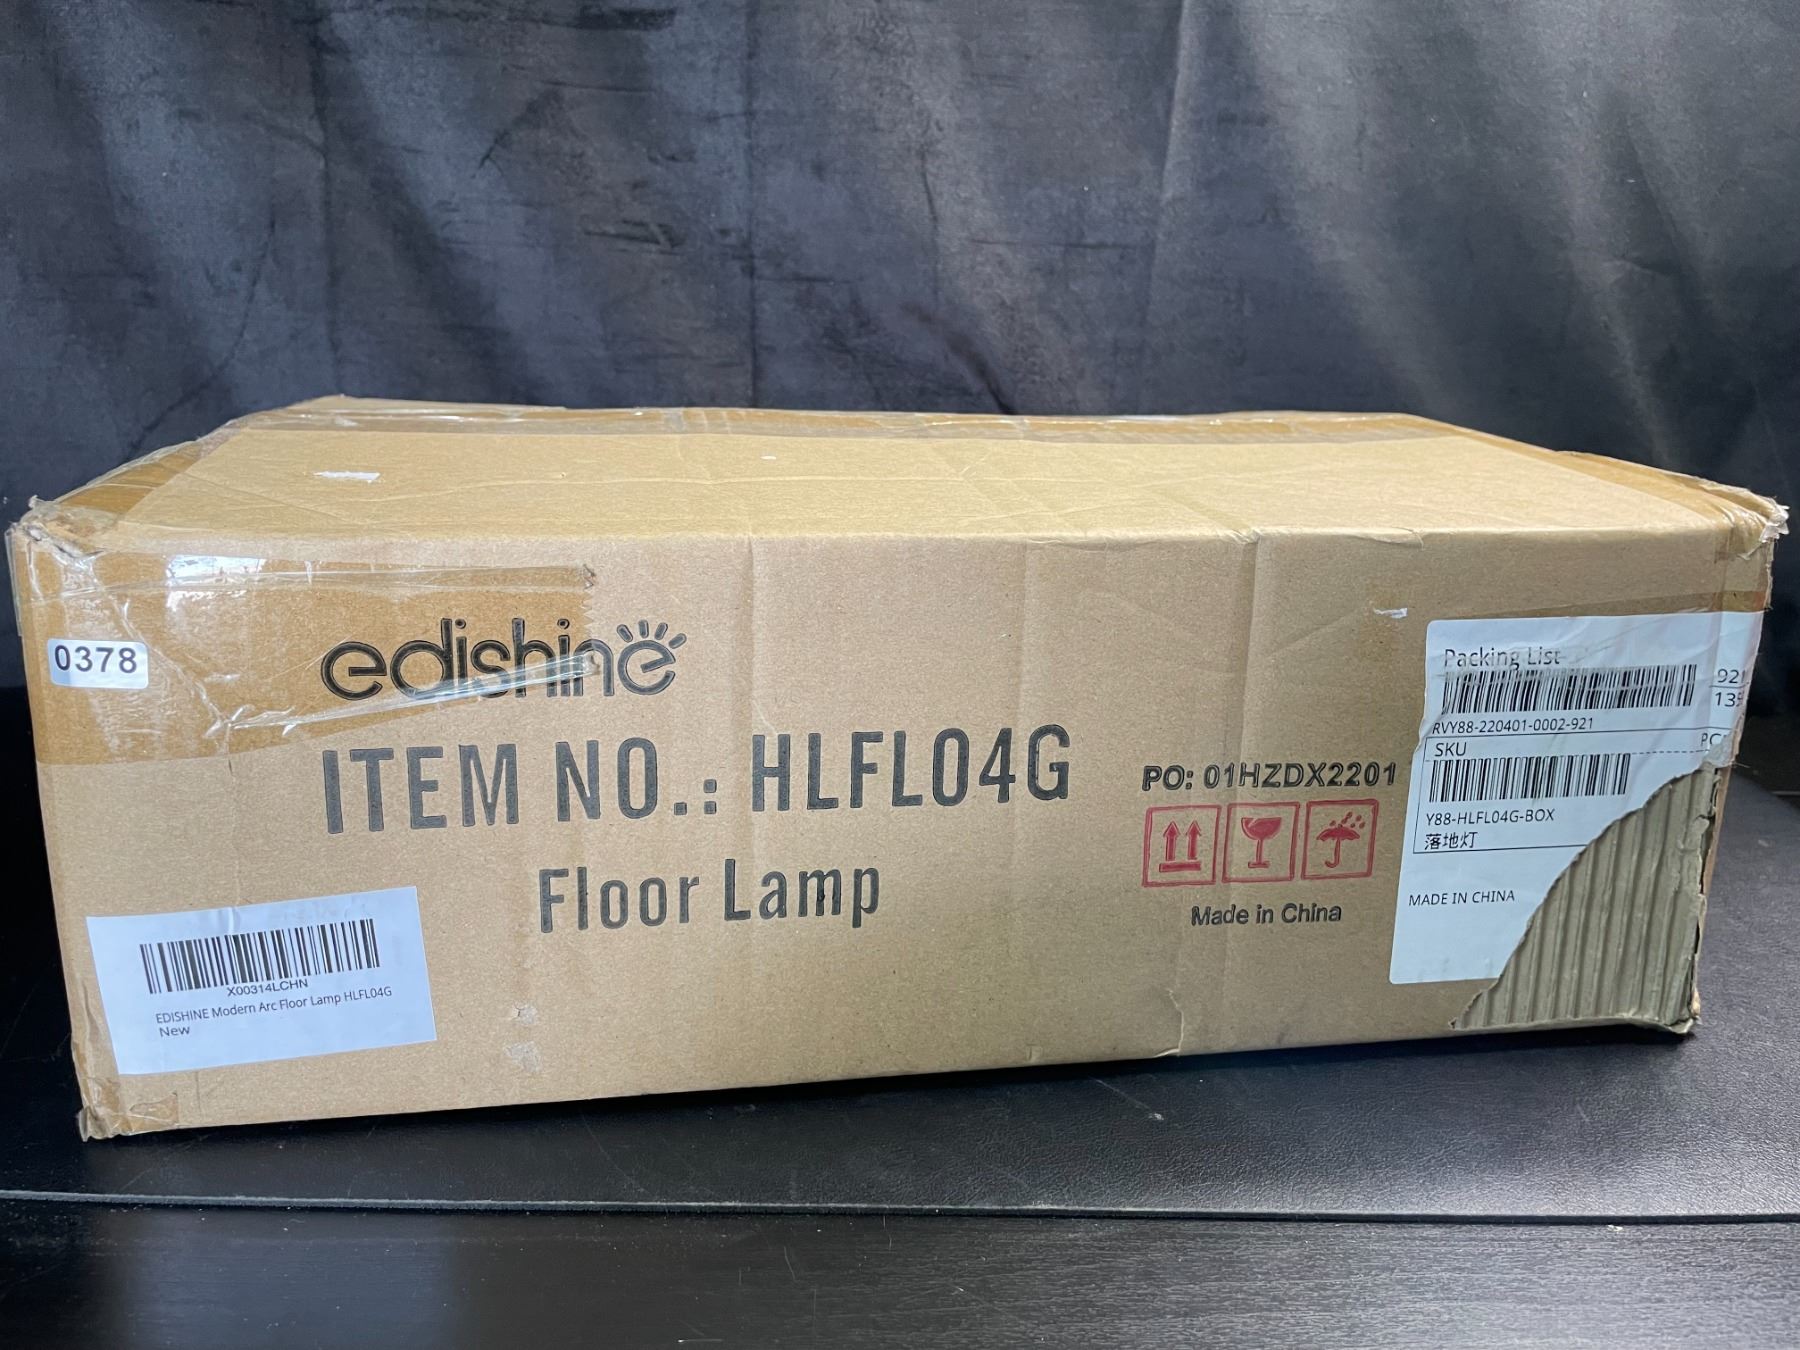 0378
edishine
ITEM NO.: HLFL04G
Floor Lamp
PO: 01HZDX2201
Made in China
X00314LCHN
EDISHINE Modern Arc Floor Lamp HLFL04G
New
Packing List
921
RVY88-220401-0002-921
SKU
Y88-HLFL04G-BOX
落地灯
MADE IN CHINA